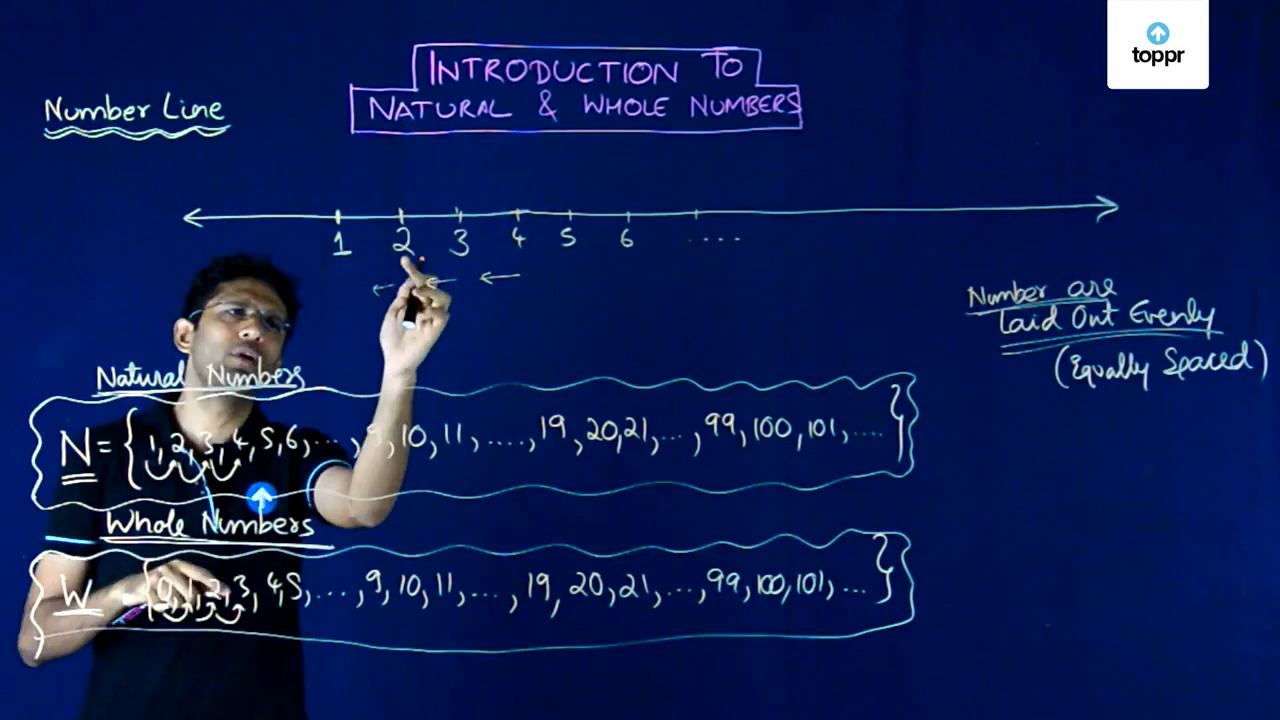 toppr
INTRODUCTION TO
NATURAL & WHOLE NUMBERS
Number Line
1 2 3 4 5 6 ....
Number are
Laid Out Evenly
(Equally Spaced)
Natural Numbers
N = { 1, 2, 3, 4, 5, 6, ..., 9, 10, 11, ...., 19, 20, 21, ..., 99, 100, 101, .... }
Whole Numbers
W = { 0, 1, 2, 3, 4, 5, ..., 9, 10, 11, ..., 19, 20, 21, ..., 99, 100, 101, ... }